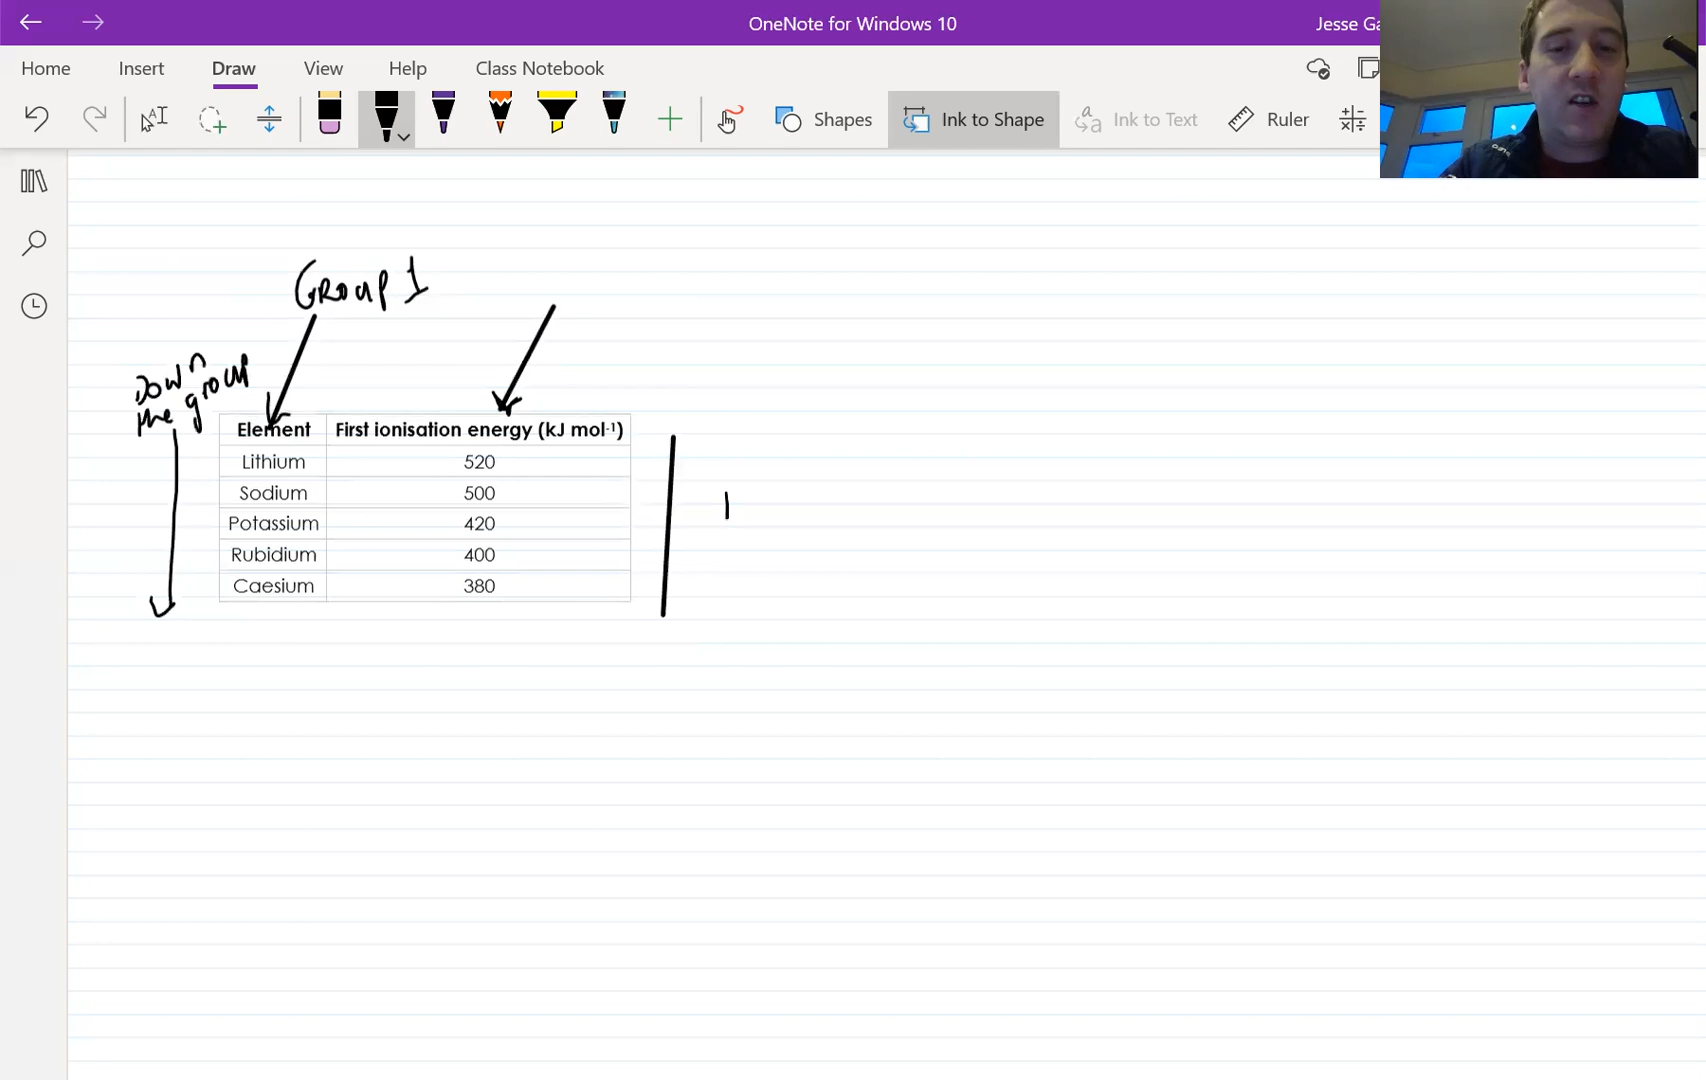 OneNote for Windows 10
Jesse Ga
Home Insert Draw View Help Class Notebook
Shapes Ink to Shape Ink to Text Ruler
GROUP 1
Down
the group
Element First ionisation energy (kJ mol-1)
Lithium 520
Sodium 500
Potassium 420
Rubidium 400
Caesium 380